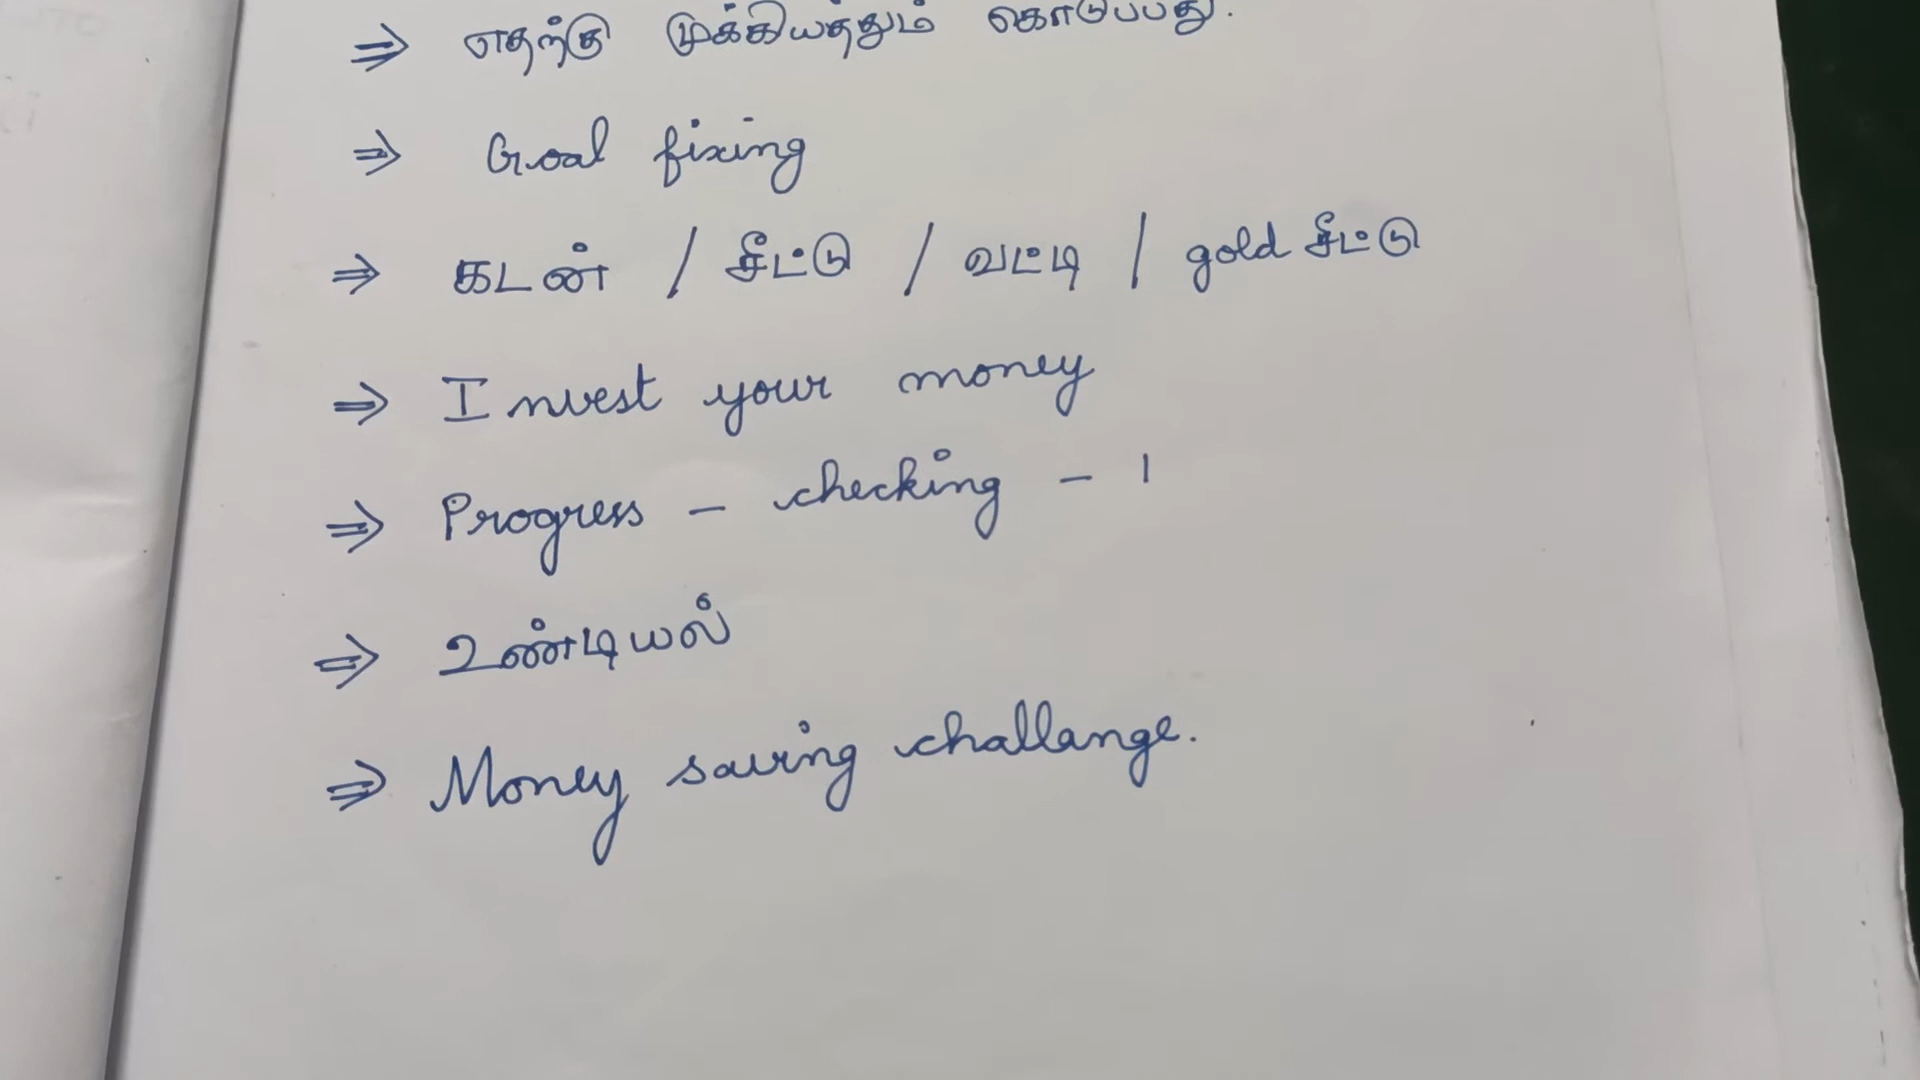 ⇒ எதற்கு முக்கியத்தும் கொடுப்பது.
⇒ Goal fixing
⇒ கடன் / சீட்டு / வட்டி / gold சீட்டு
⇒ Invest your money
⇒ Progress - checking - 1
⇒ உண்டியல்
⇒ Money saving challange.